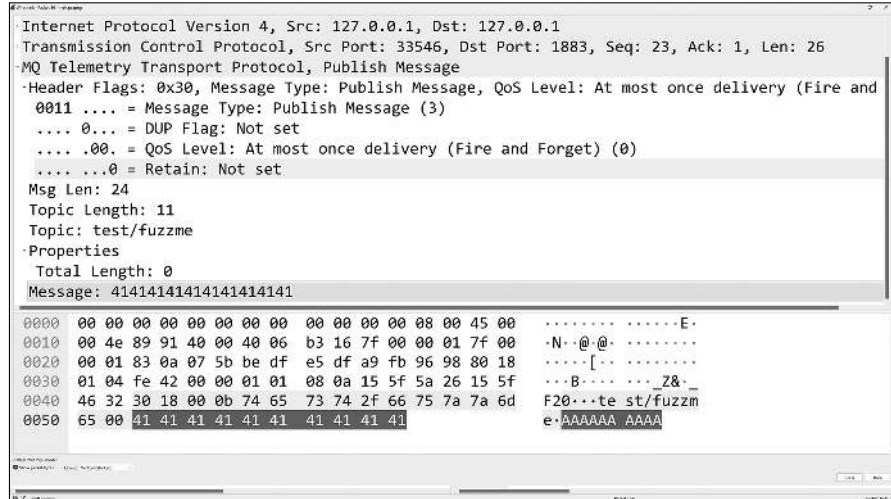 Internet Protocol Version 4, Src: 127.0.0.1, Dst: 127.0.0.1
Transmission Control Protocol, Src Port: 33546, Dst Port: 1883, Seq: 23, Ack: 1, Len: 26
MQ Telemetry Transport Protocol, Publish Message
Header Flags: 0x30, Message Type: Publish Message, QoS Level: At most once delivery (Fire and
0011 .... = Message Type: Publish Message (3)
.... 0... = DUP Flag: Not set
.... .00. = QoS Level: At most once delivery (Fire and Forget) (0)
.... ...0 = Retain: Not set
Msg Len: 24
Topic Length: 11
Topic: test/fuzzme
Properties
Total Length: 0
Message: 41414141414141414141
0000 00 00 00 00 00 00 00 00 00 00 00 00 08 00 45 00 ········ ······E·
0010 00 4e 89 91 40 00 40 06 b3 16 7f 00 00 01 7f 00 ·N··@·@· ········
0020 00 01 83 0a 07 5b be df e5 df a9 fb 96 98 80 18 ·····[·· ········
0030 01 04 fe 42 00 00 01 01 08 0a 15 5f 5a 26 15 5f ···B···· ···_Z&·_
0040 46 32 30 18 00 0b 74 65 73 74 2f 66 75 7a 7a 6d F20···te st/fuzzm
0050 65 00 41 41 41 41 41 41 41 41 41 41 e·AAAAAA AAAA